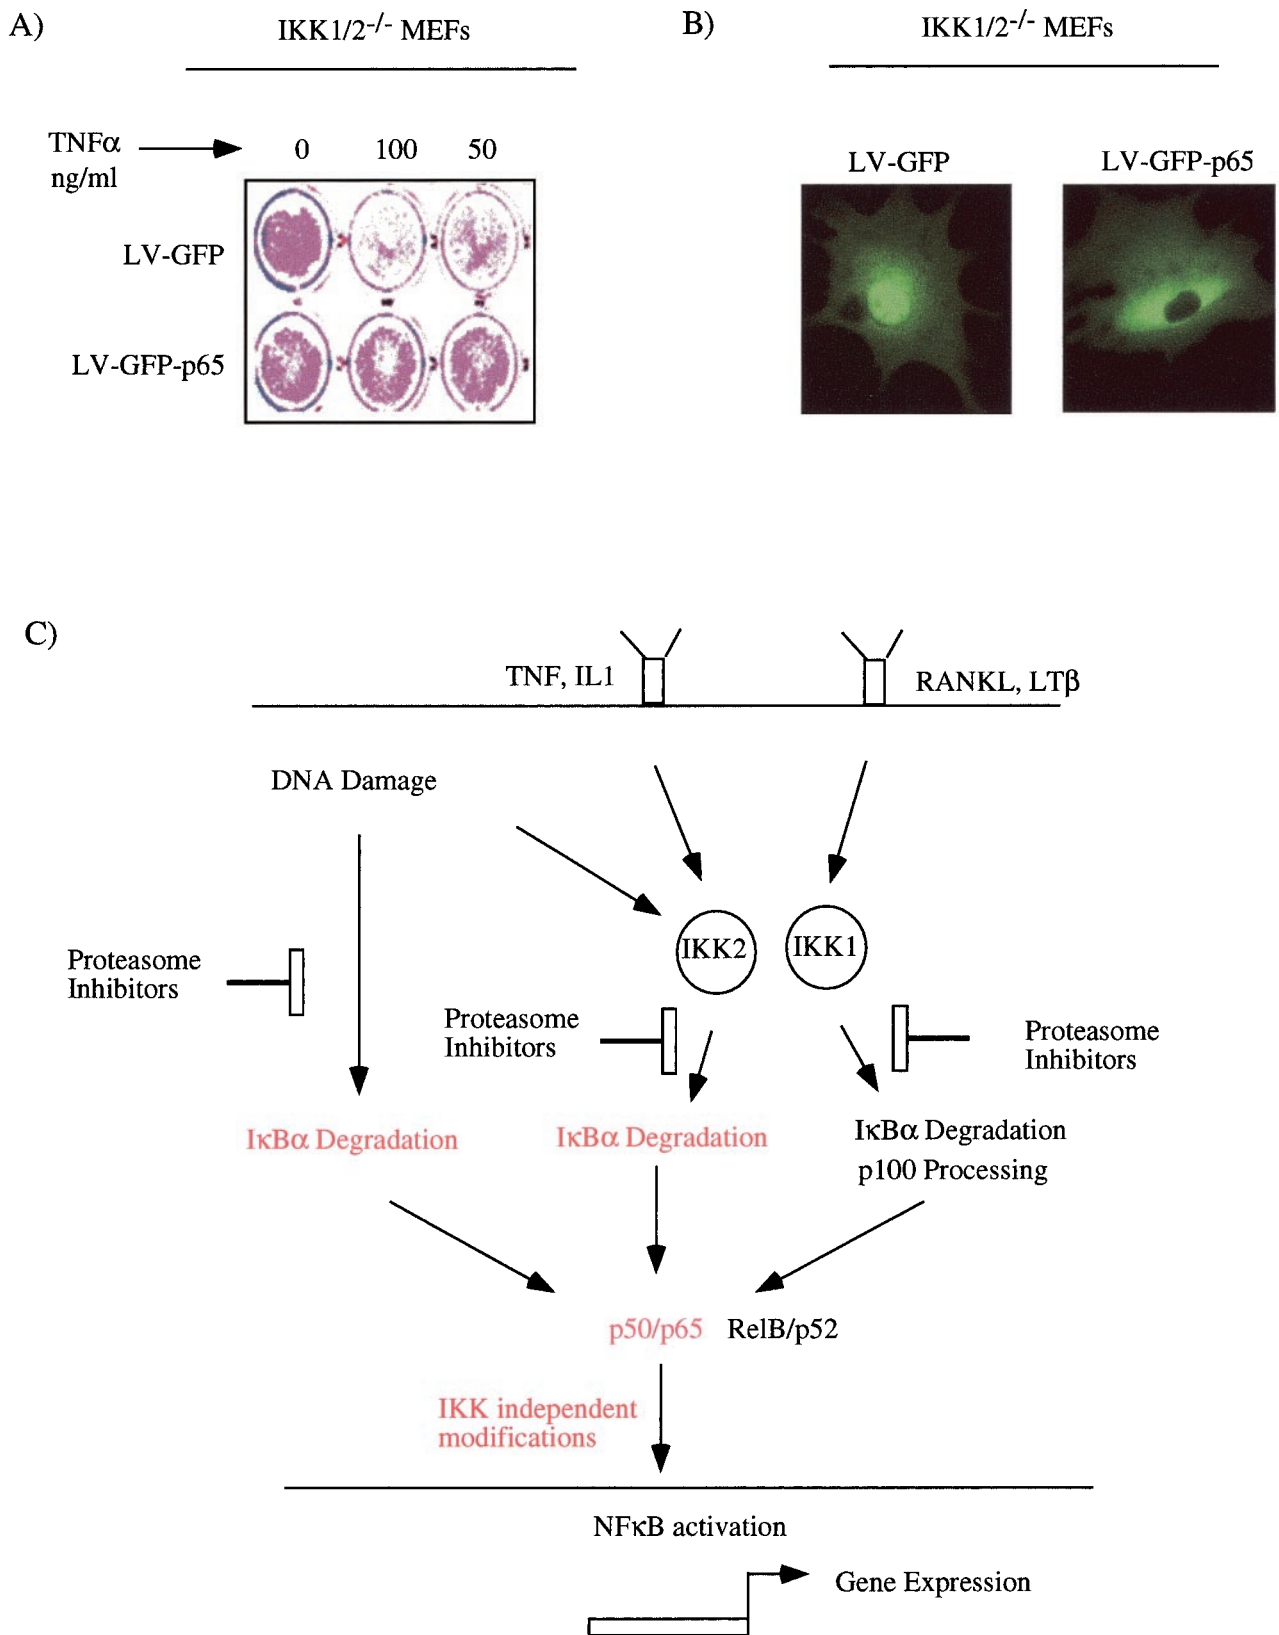 A)
IKK1/2-/- MEFs
TNFα
ng/ml
0 100 50
LV-GFP
LV-GFP-p65
B)
IKK1/2-/- MEFs
LV-GFP LV-GFP-p65
C)
TNF, IL1
RANKL, LTβ
DNA Damage
IKK2
IKK1
Proteasome
Inhibitors
Proteasome
Inhibitors
Proteasome
Inhibitors
IκBα Degradation
IκBα Degradation
IκBα Degradation
p100 Processing
p50/p65 RelB/p52
IKK independent
modifications
NFκB activation
Gene Expression